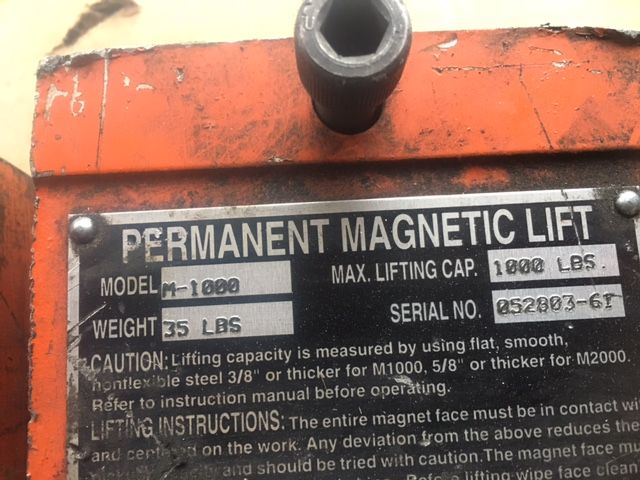 PERMANENT MAGNETIC LIFT
MODEL M-1000 MAX. LIFTING CAP. 1000 LBS.
WEIGHT 35 LBS SERIAL NO. 052803-6I
CAUTION: Lifting capacity is measured by using flat, smooth,
nonflexible steel 3/8" or thicker for M1000, 5/8" or thicker for M2000.
Refer to instruction manual before operating.
LIFTING INSTRUCTIONS: The entire magnet face must be in contact wi
and centered on the work. Any deviation from the above reduces the
and should be tried with caution. The magnet face mu
Before lifting wipe face clean